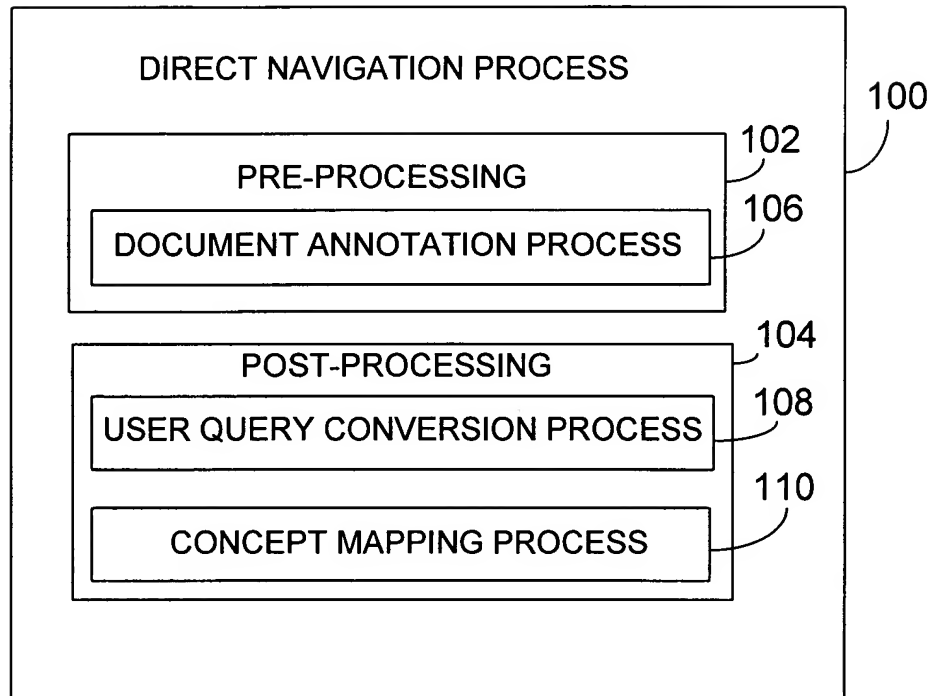 DIRECT NAVIGATION PROCESS
100
102
PRE-PROCESSING
106
DOCUMENT ANNOTATION PROCESS
104
POST-PROCESSING
108
USER QUERY CONVERSION PROCESS
110
CONCEPT MAPPING PROCESS